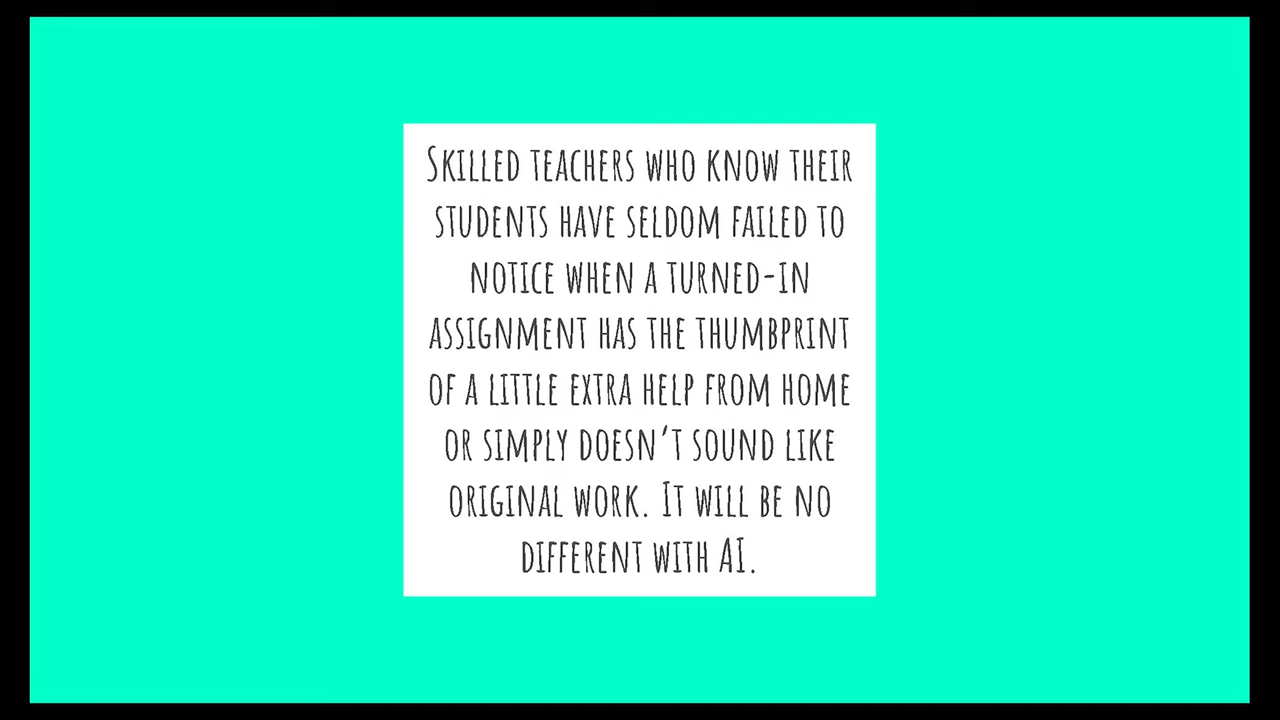 Skilled teachers who know their
students have seldom failed to
notice when a turned-in
assignment has the thumbprint
of a little extra help from home
or simply doesn't sound like
original work. It will be no
different with AI.